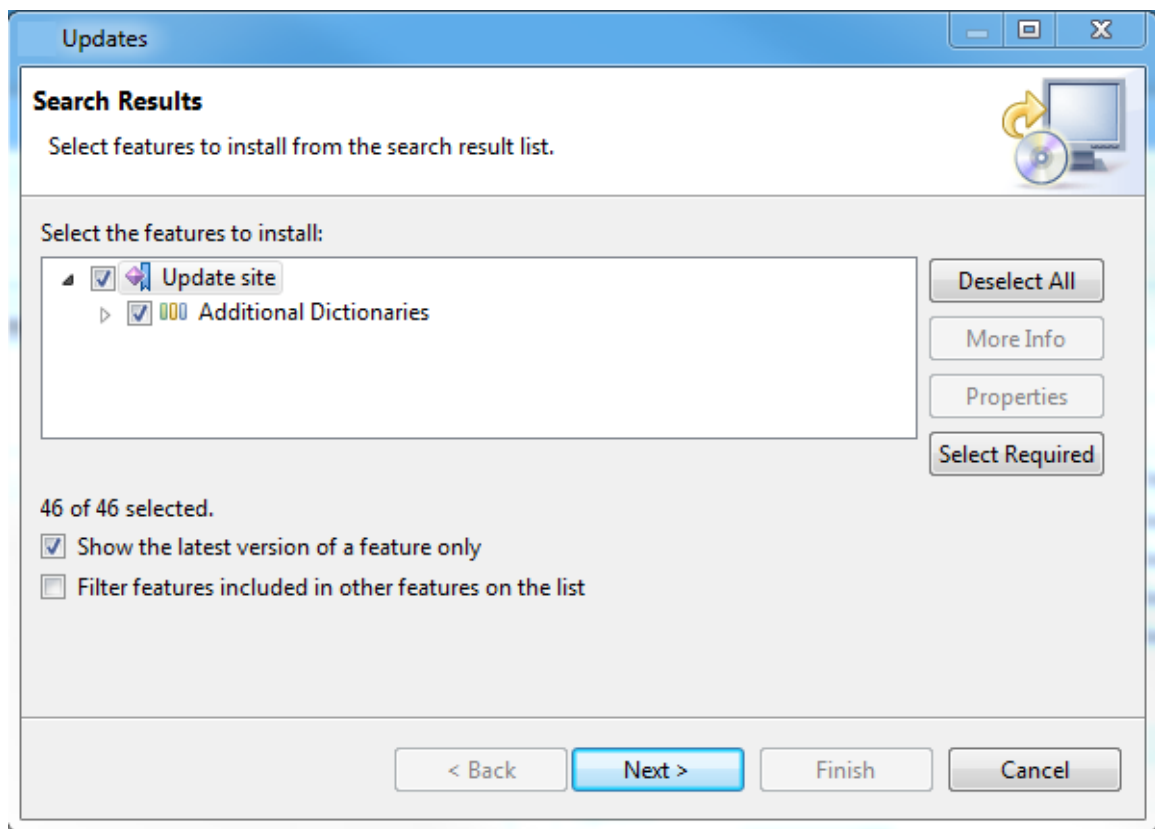 Updates
Search Results
Select features to install from the search result list.
Select the features to install:
Update site
Additional Dictionaries
Deselect All
More Info
Properties
Select Required
46 of 46 selected.
Show the latest version of a feature only
Filter features included in other features on the list
< Back Next > Finish Cancel